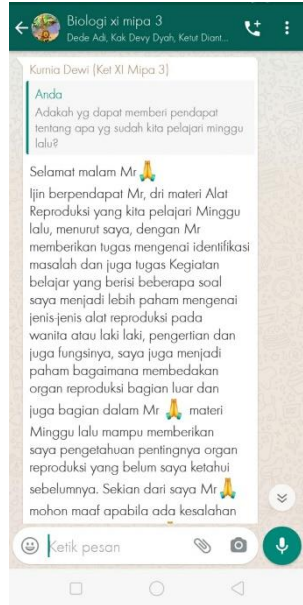 Biologi xi mipa 3
Dede Adi, Kak Devy Dyah, Ketut Diant...
Kurnia Dewi (Ket XI Mipa 3)
Anda
Adakah yg dapat memberi pendapat
tentang apa yg sudah kita pelajari minggu
lalu?
Selamat malam Mr 🙏
Ijin berpendapat Mr, dri materi Alat
Reproduksi yang kita pelajari Minggu
lalu, menurut saya, dengan Mr
memberikan tugas mengenai identifikasi
masalah dan juga tugas Kegiatan
belajar yang berisi beberapa soal
saya menjadi lebih paham mengenai
jenis-jenis alat reproduksi pada
wanita atau laki laki, pengertian dan
juga fungsinya, saya juga menjadi
paham bagaimana membedakan
organ reproduksi bagian luar dan
juga bagian dalam Mr 🙏 materi
Minggu lalu mampu memberikan
saya pengetahuan pentingnya organ
reproduksi yang belum saya ketahui
sebelumnya. Sekian dari saya Mr 🙏
mohon maaf apabila ada kesalahan
Ketik pesan